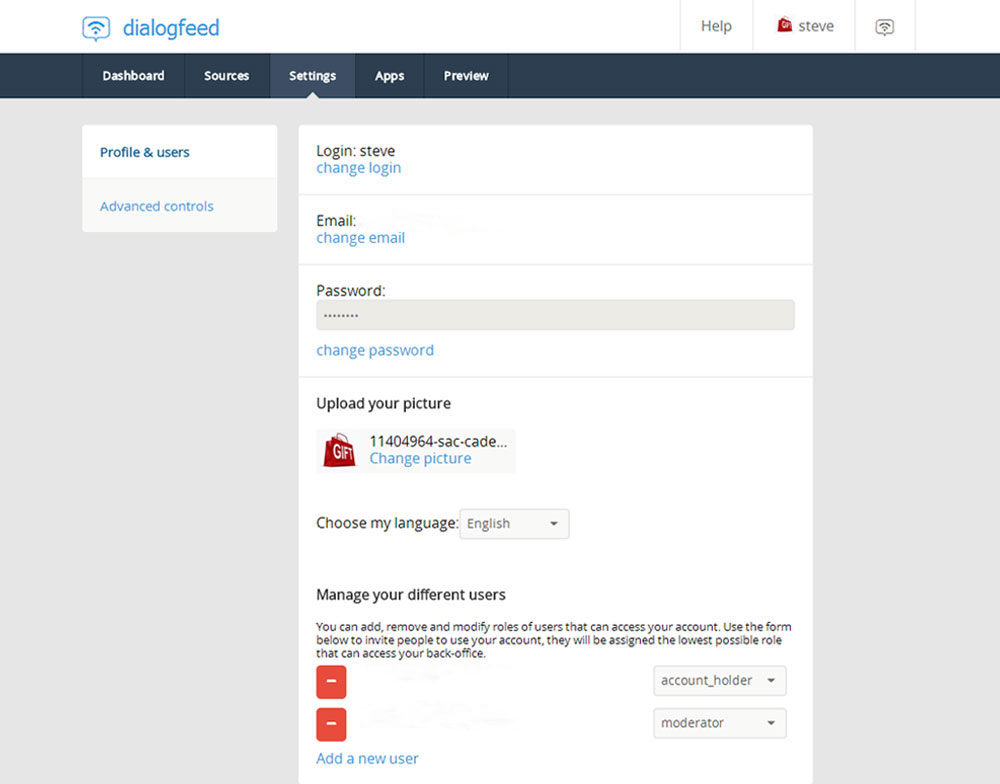 dialogfeed
Help
steve
Dashboard
Sources
Settings
Apps
Preview
Profile & users
Advanced controls
Login: steve
change login
Email:
change email
Password:
change password
Upload your picture
GIFT
11404964-sac-cade...
Change picture
Choose my language: English
Manage your different users
You can add, remove and modify roles of users that can access your account. Use the form
below to invite people to use your account, they will be assigned the lowest possible role
that can access your back-office.
account_holder
moderator
Add a new user